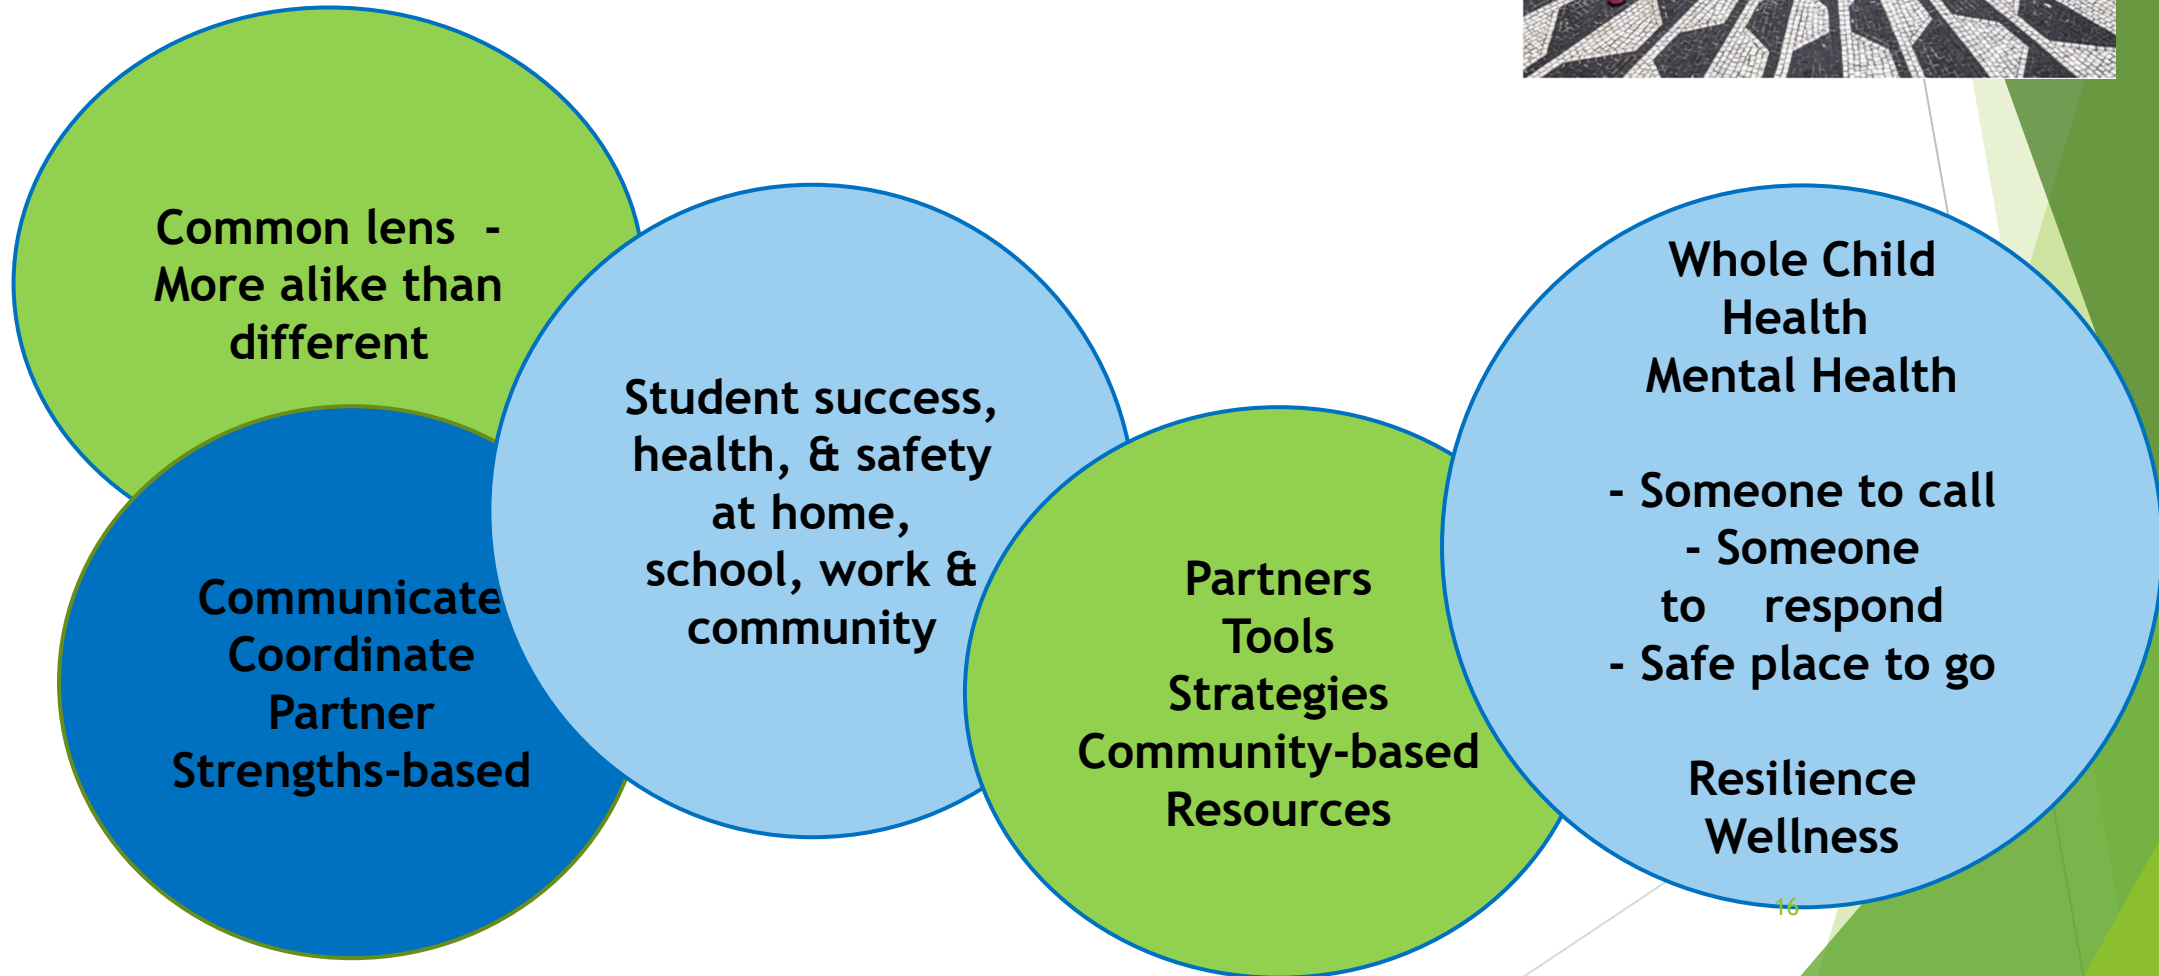 Common lens  -
More alike than
different
Communicate
Coordinate
Partner
Strengths-based
Student success,
health, & safety
at home,
school, work &
community
Partners
Tools
Strategies
Community-based
Resources
Whole Child
Health
Mental Health
- Someone to call
- Someone
to    respond
- Safe place to go
Resilience
Wellness
16